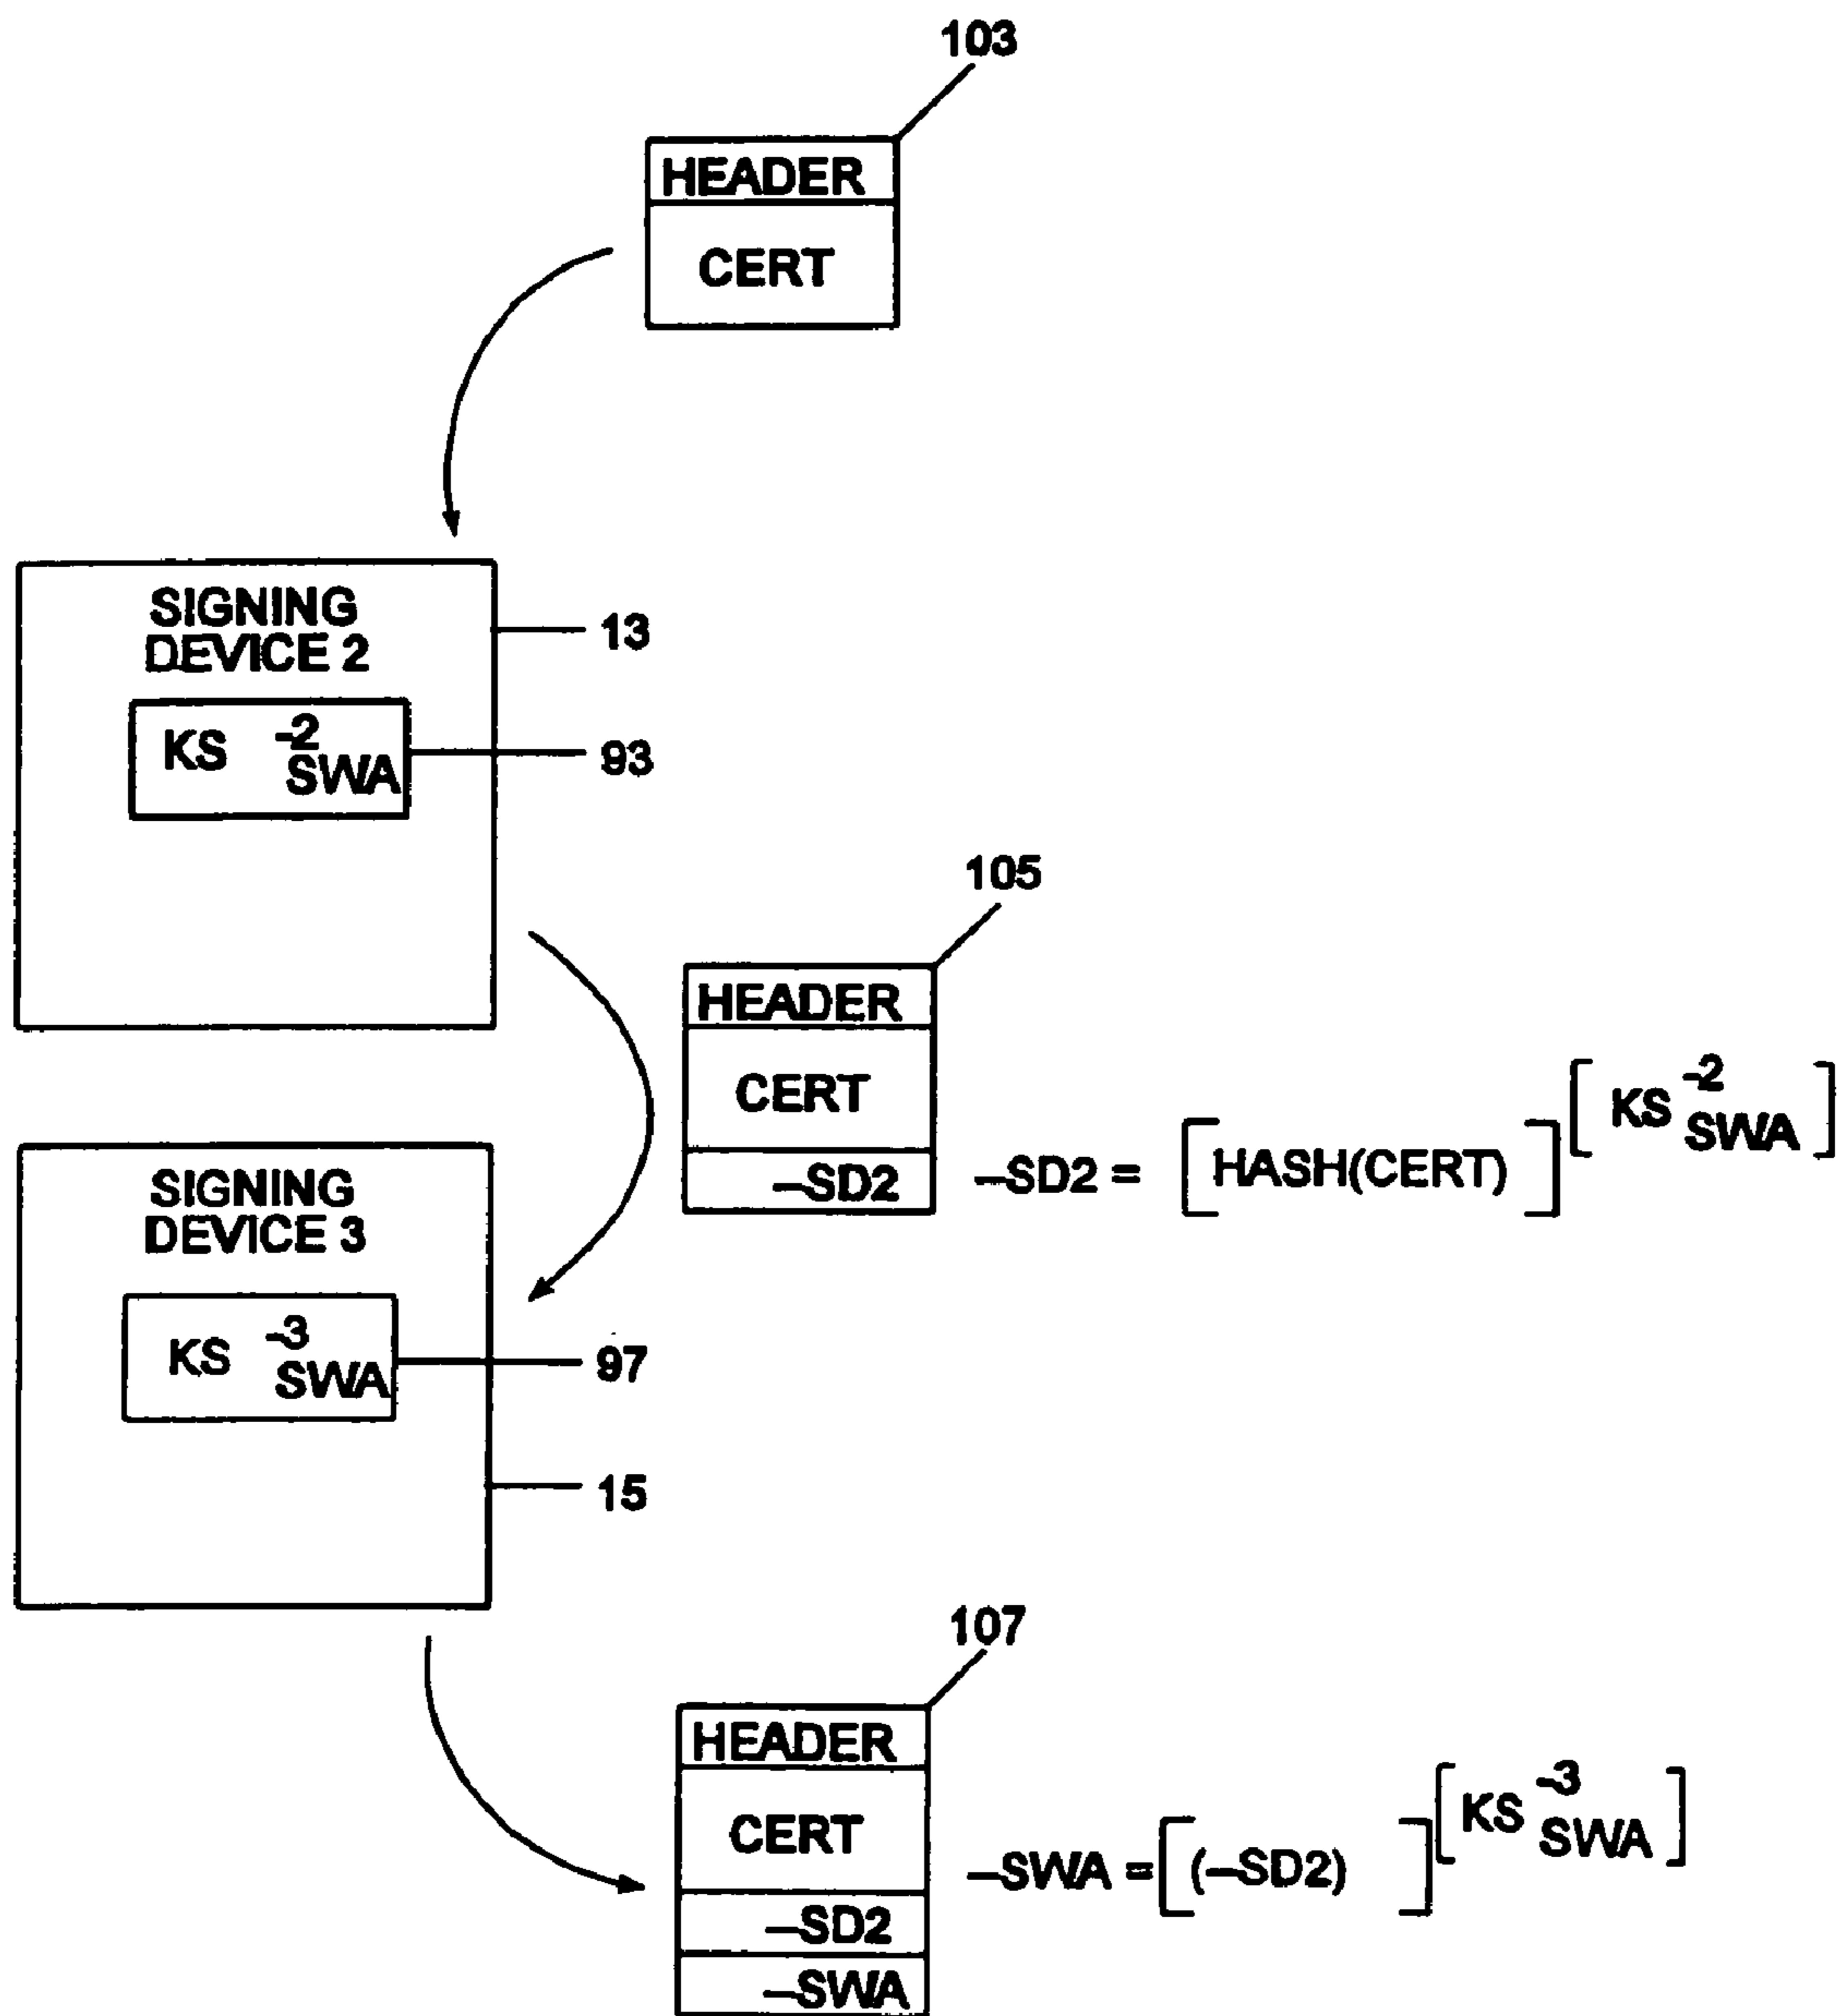 103
HEADER
CERT
SIGNING
DEVICE 2
13
KS -2 SWA
93
105
HEADER
CERT
—SD2
—SD2 = [HASH(CERT)] [KS -2 SWA]
SIGNING
DEVICE 3
KS -3 SWA
97
15
107
HEADER
CERT
—SD2
—SWA
—SWA = [(—SD2)] [KS -3 SWA]